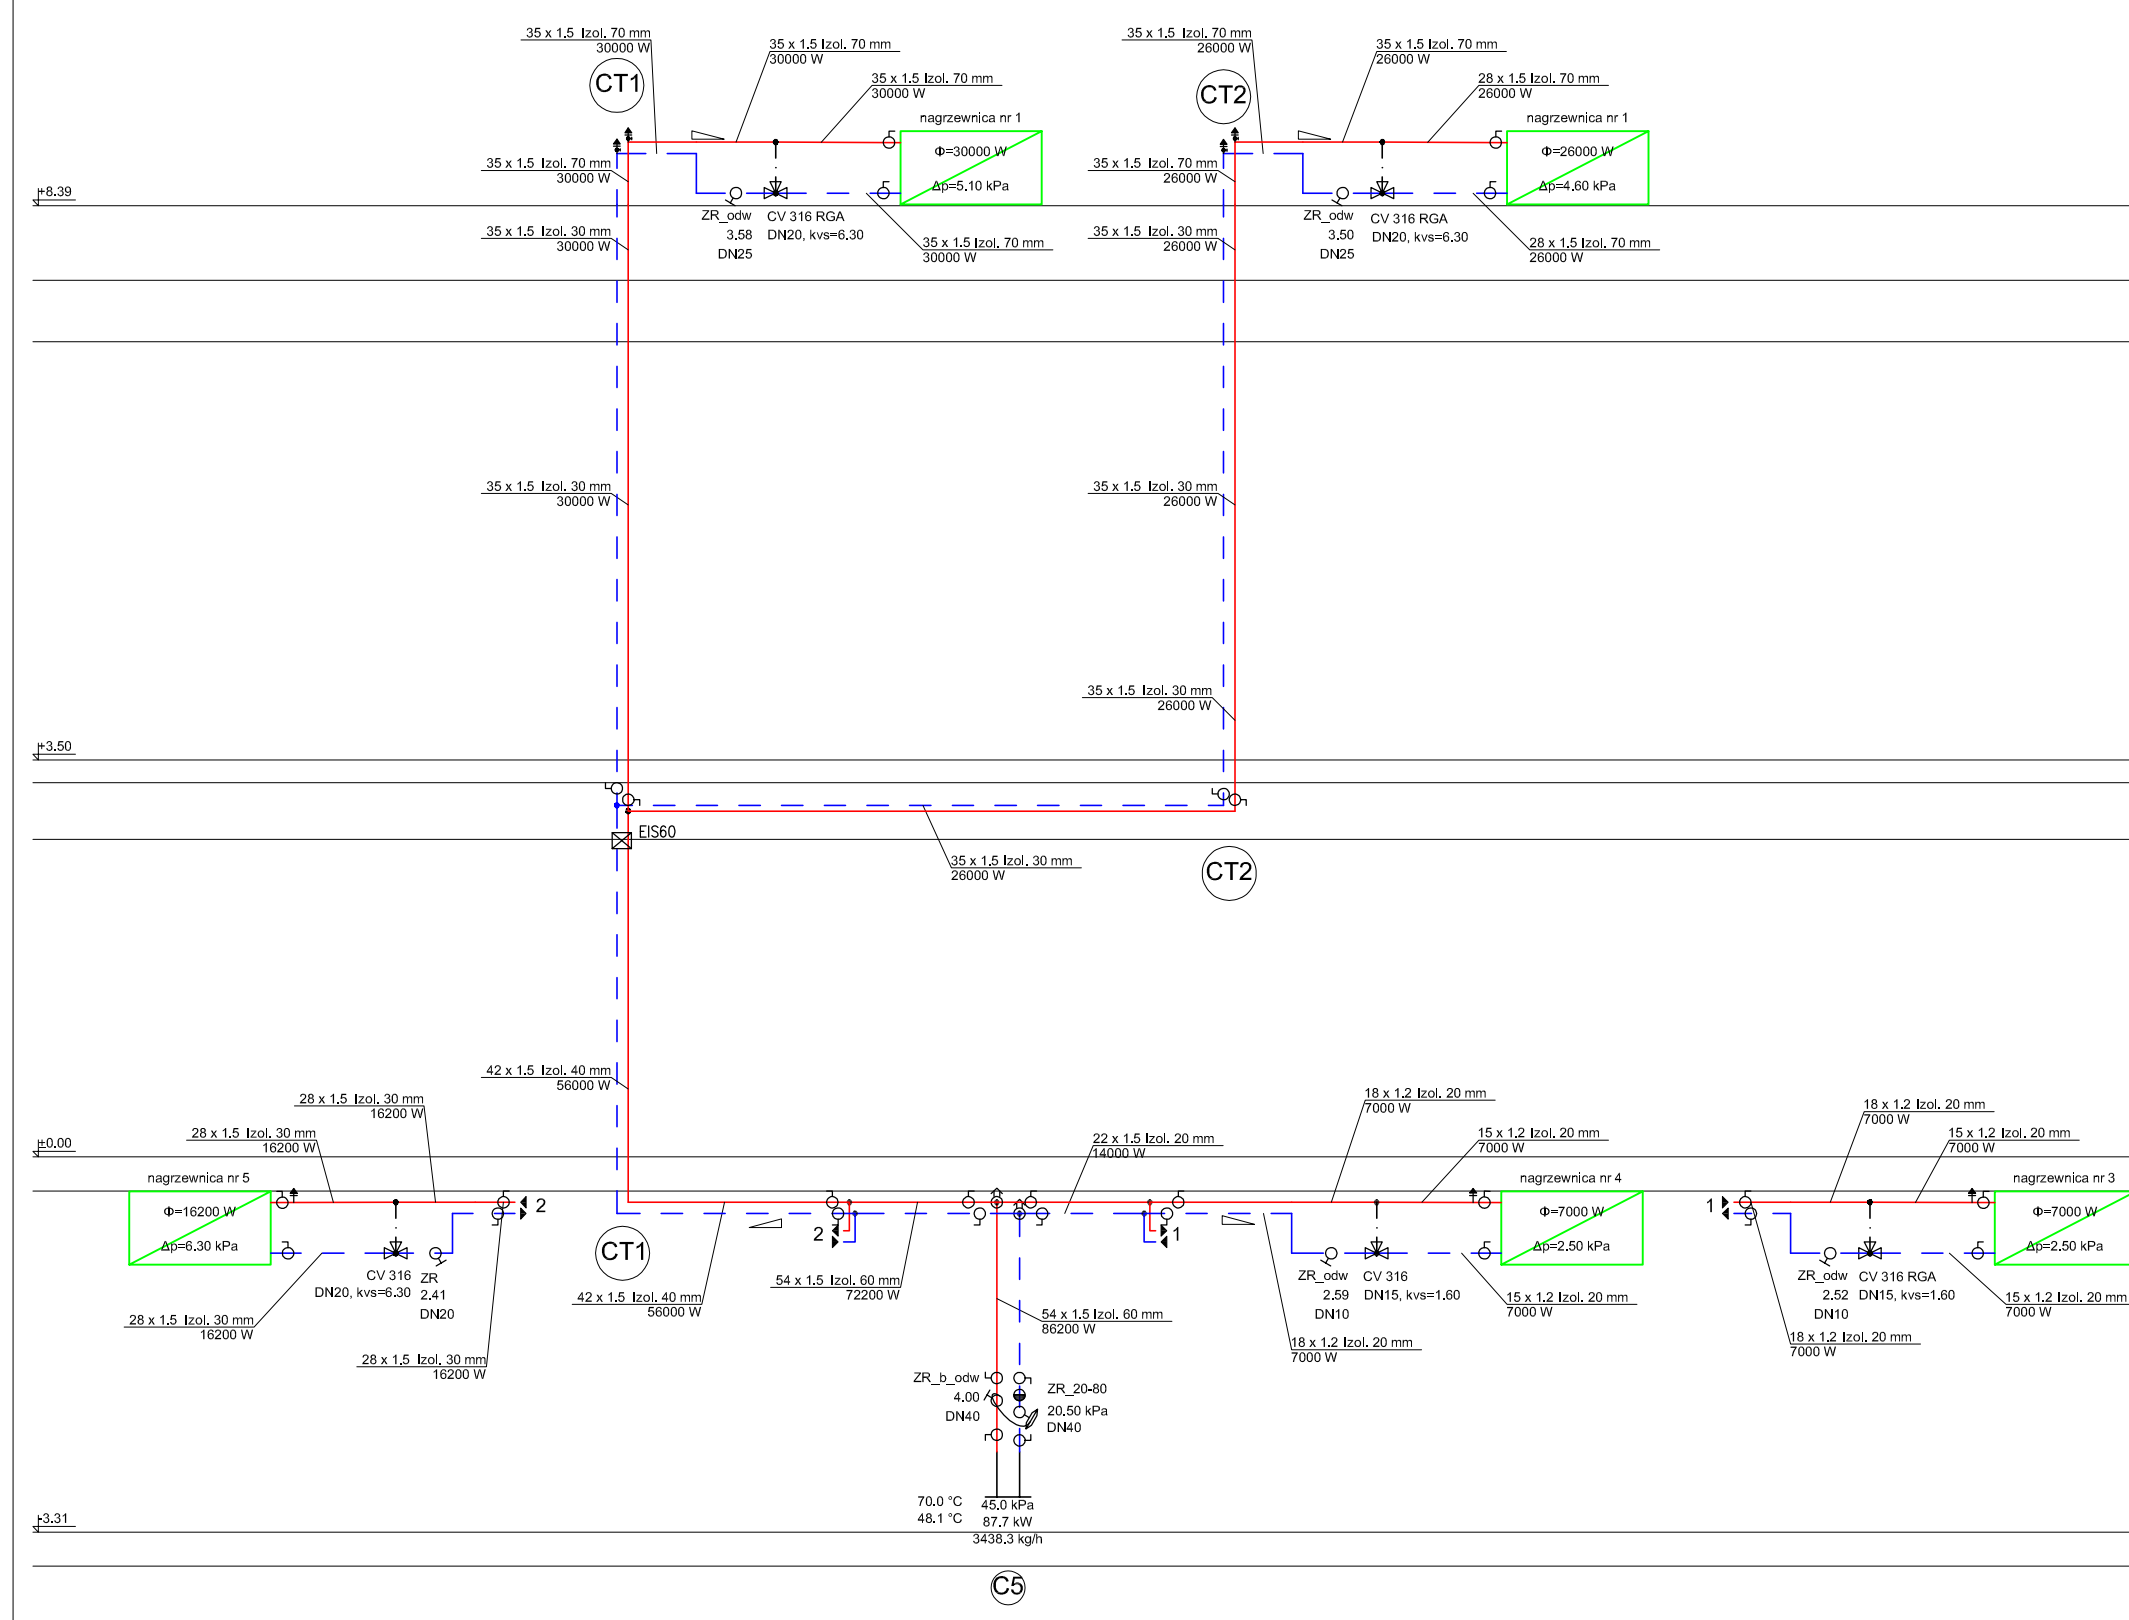 35 x 1.5 Izol. 70 mm
30000 W
CT1
35 x 1.5 Izol. 70 mm
30000 W
35 x 1.5 Izol. 70 mm
30000 W
nagrzewnica nr 1
Φ=30000 W
Δp=5.10 kPa
35 x 1.5 Izol. 70 mm
30000 W
ZR_odw
3.58
DN25
CV 316 RGA
DN20, kvs=6.30
35 x 1.5 Izol. 70 mm
30000 W
35 x 1.5 Izol. 30 mm
30000 W
35 x 1.5 Izol. 70 mm
26000 W
CT2
35 x 1.5 Izol. 70 mm
26000 W
28 x 1.5 Izol. 70 mm
26000 W
nagrzewnica nr 1
Φ=26000 W
Δp=4.60 kPa
35 x 1.5 Izol. 70 mm
26000 W
ZR_odw
3.50
DN25
CV 316 RGA
DN20, kvs=6.30
28 x 1.5 Izol. 70 mm
26000 W
35 x 1.5 Izol. 30 mm
26000 W
+8.39
35 x 1.5 Izol. 30 mm
30000 W
35 x 1.5 Izol. 30 mm
26000 W
35 x 1.5 Izol. 30 mm
26000 W
+3.50
EIS60
35 x 1.5 Izol. 30 mm
26000 W
CT2
42 x 1.5 Izol. 40 mm
56000 W
28 x 1.5 Izol. 30 mm
16200 W
28 x 1.5 Izol. 30 mm
16200 W
±0.00
nagrzewnica nr 5
Φ=16200 W
Δp=6.30 kPa
2
CV 316
DN20, kvs=6.30
ZR
2.41
DN20
28 x 1.5 Izol. 30 mm
16200 W
28 x 1.5 Izol. 30 mm
16200 W
CT1
42 x 1.5 Izol. 40 mm
56000 W
2
54 x 1.5 Izol. 60 mm
72200 W
22 x 1.5 Izol. 20 mm
14000 W
1
54 x 1.5 Izol. 60 mm
86200 W
18 x 1.2 Izol. 20 mm
7000 W
15 x 1.2 Izol. 20 mm
7000 W
nagrzewnica nr 4
Φ=7000 W
Δp=2.50 kPa
ZR_odw
2.59
DN10
CV 316
DN15, kvs=1.60
15 x 1.2 Izol. 20 mm
7000 W
18 x 1.2 Izol. 20 mm
7000 W
18 x 1.2 Izol. 20 mm
7000 W
15 x 1.2 Izol. 20 mm
7000 W
nagrzewnica nr 3
Φ=7000 W
Δp=2.50 kPa
1
ZR_odw
2.52
DN10
CV 316 RGA
DN15, kvs=1.60
15 x 1.2 Izol. 20 mm
7000 W
18 x 1.2 Izol. 20 mm
7000 W
ZR_b_odw
4.00
DN40
ZR_20-80
20.50 kPa
DN40
70.0 °C
48.1 °C
45.0 kPa
87.7 kW
3438.3 kg/h
-3.31
C5